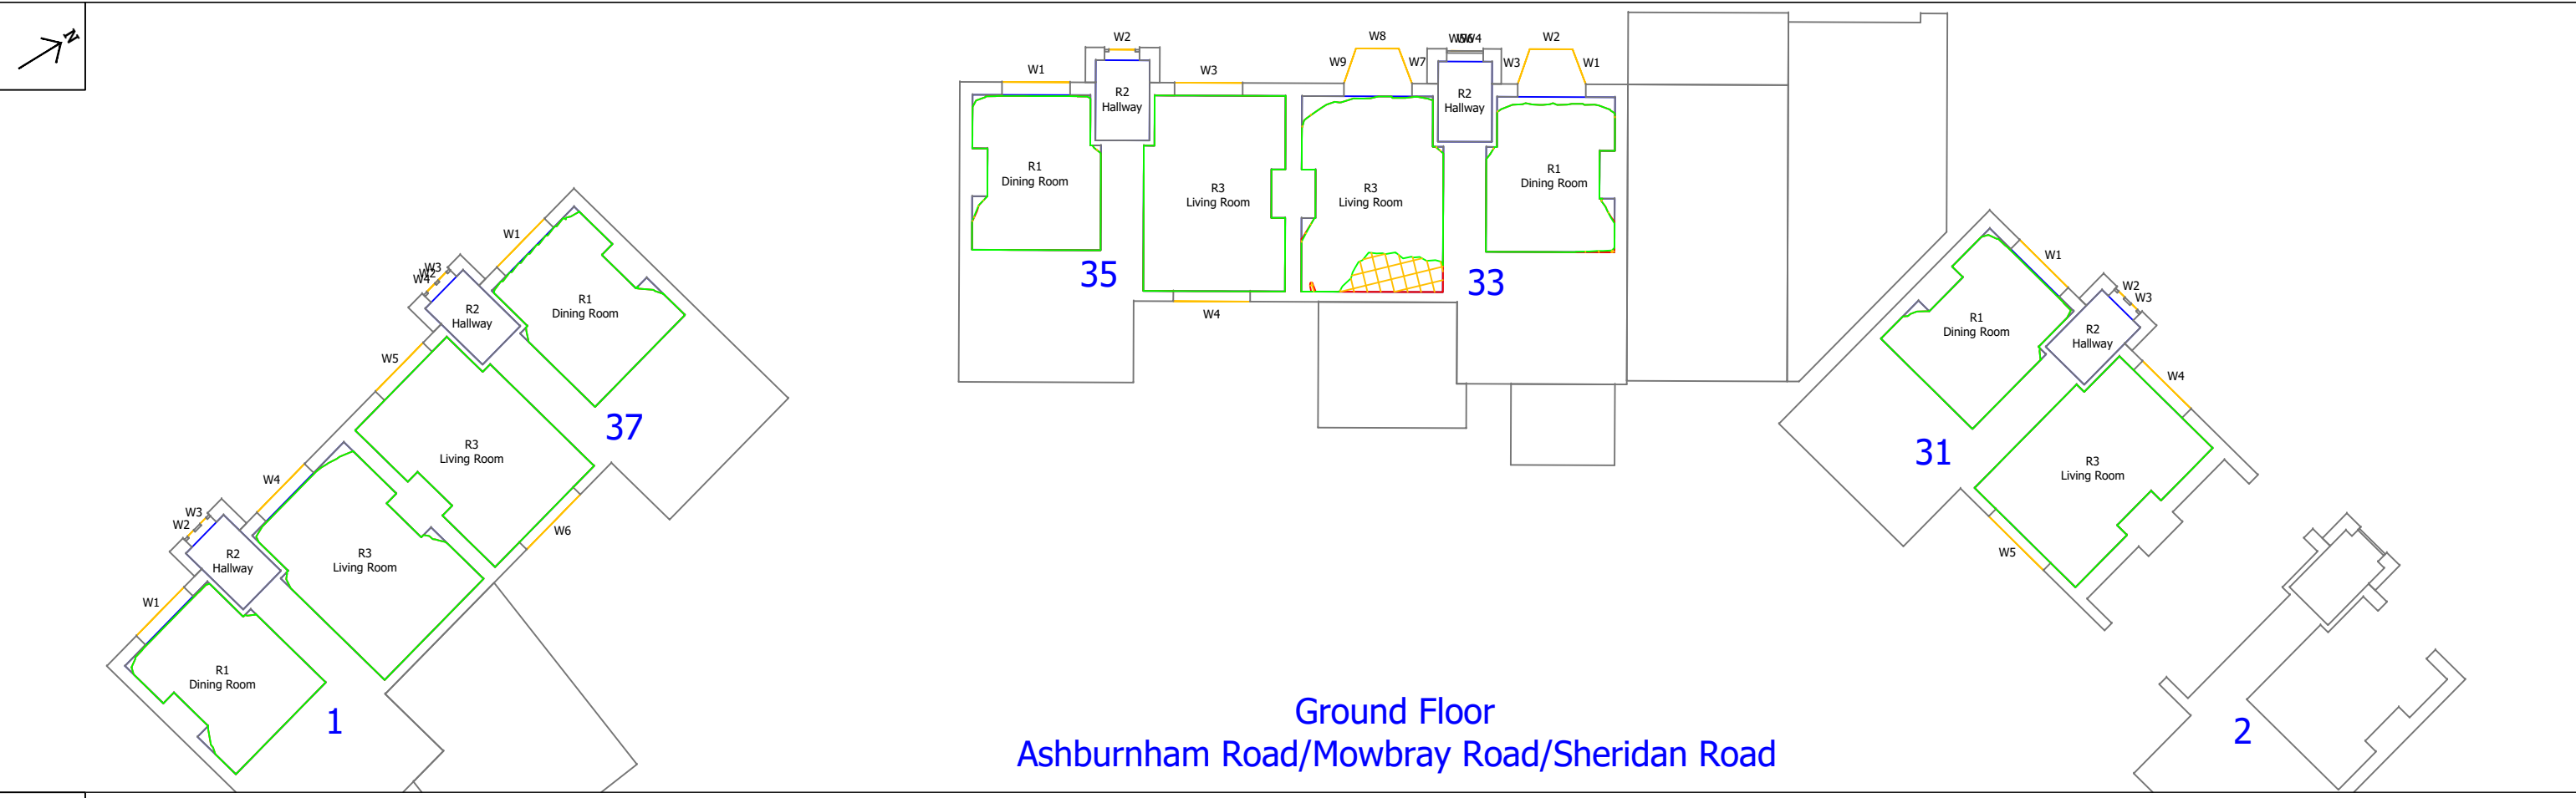 N
W2
W1
W3
W8
W9
W7
W4
W2
W3
W1
R2
Hallway
R2
Hallway
R1
Dining Room
R3
Living Room
R3
Living Room
R1
Dining Room
35
33
W4
W1
W3
W4
R2
Hallway
R1
Dining Room
W5
37
R3
Living Room
W4
W6
W3
W2
R2
Hallway
R3
Living Room
W1
R1
Dining Room
1
W1
W2
W3
R1
Dining Room
R2
Hallway
W4
31
R3
Living Room
W5
2
Ground Floor
Ashburnham Road/Mowbray Road/Sheridan Road